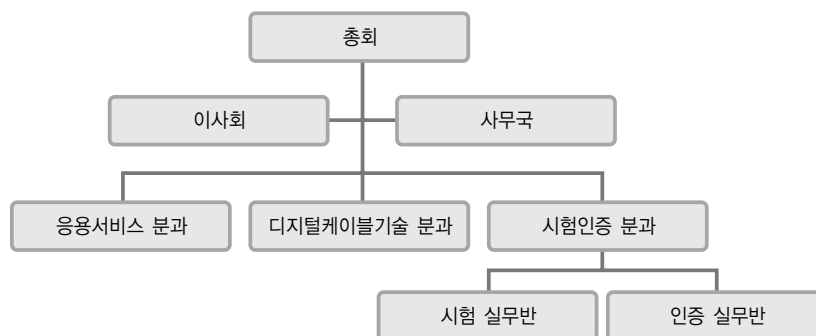 총회
이사회
사무국
응용서비스 분과
디지털케이블기술 분과
시험인증 분과
시험 실무반
인증 실무반